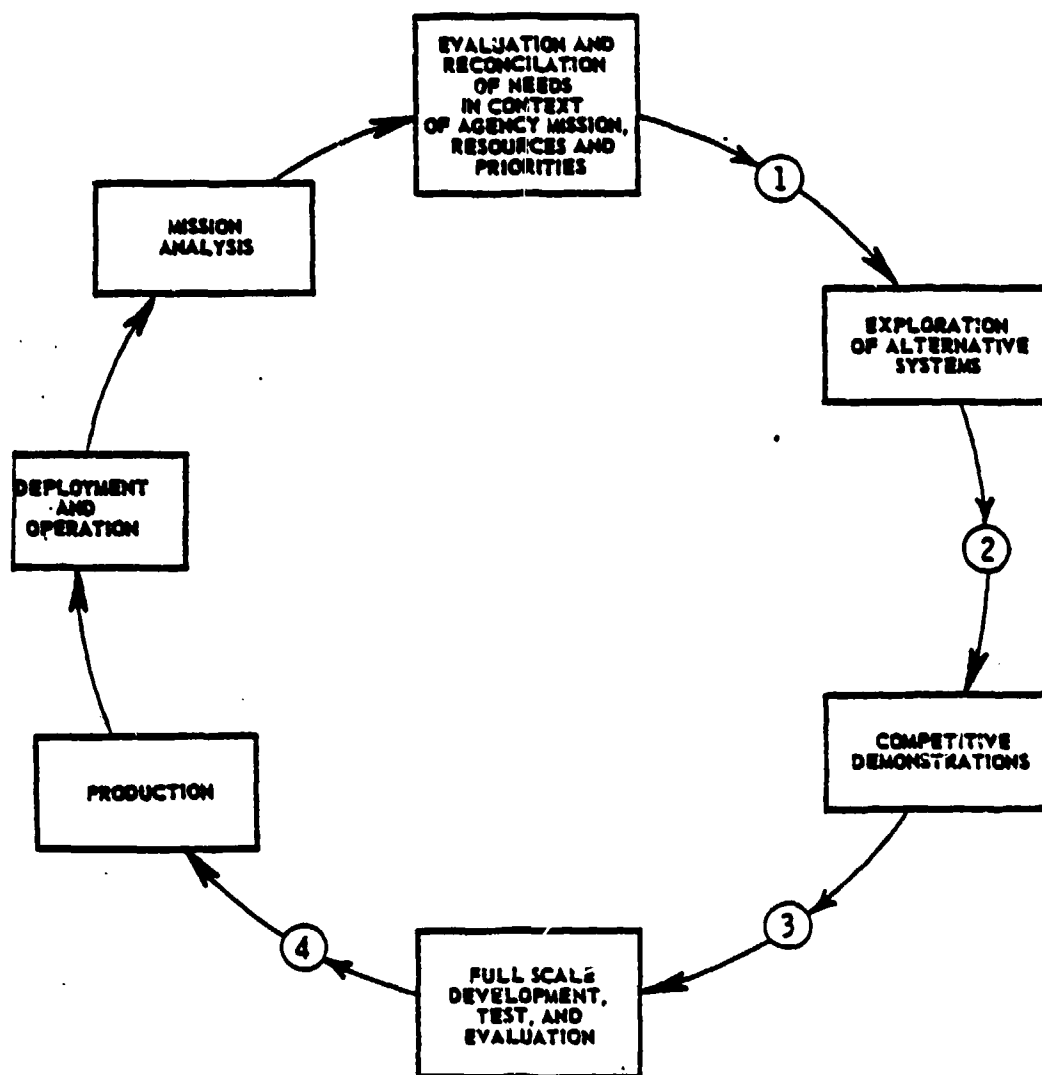 EVALUATION AND
RECONCILATION
OF NEEDS
IN CONTEXT
OF AGENCY MISSION,
RESOURCES AND
PRIORITIES
1
EXPLORATION
OF ALTERNATIVE
SYSTEMS
2
COMPETITIVE
DEMONSTRATIONS
3
FULL SCALE
DEVELOPMENT,
TEST, AND
EVALUATION
4
PRODUCTION
DEPLOYMENT
AND
OPERATION
MISSION
ANALYSIS